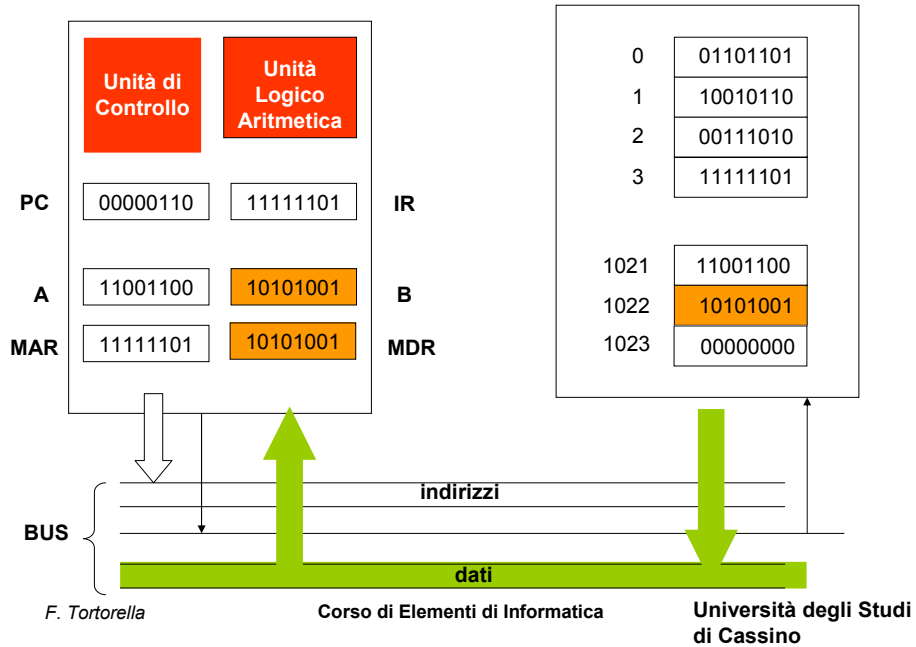 Unità di
Controllo
Unità
Logico
Aritmetica
PC 00000110 11111101 IR
A 11001100 10101001 B
MAR 11111101 10101001 MDR
0 01101101
1 10010110
2 00111010
3 11111101
1021 11001100
1022 10101001
1023 00000000
indirizzi
BUS
dati
F. Tortorella
Corso di Elementi di Informatica
Università degli Studi
di Cassino